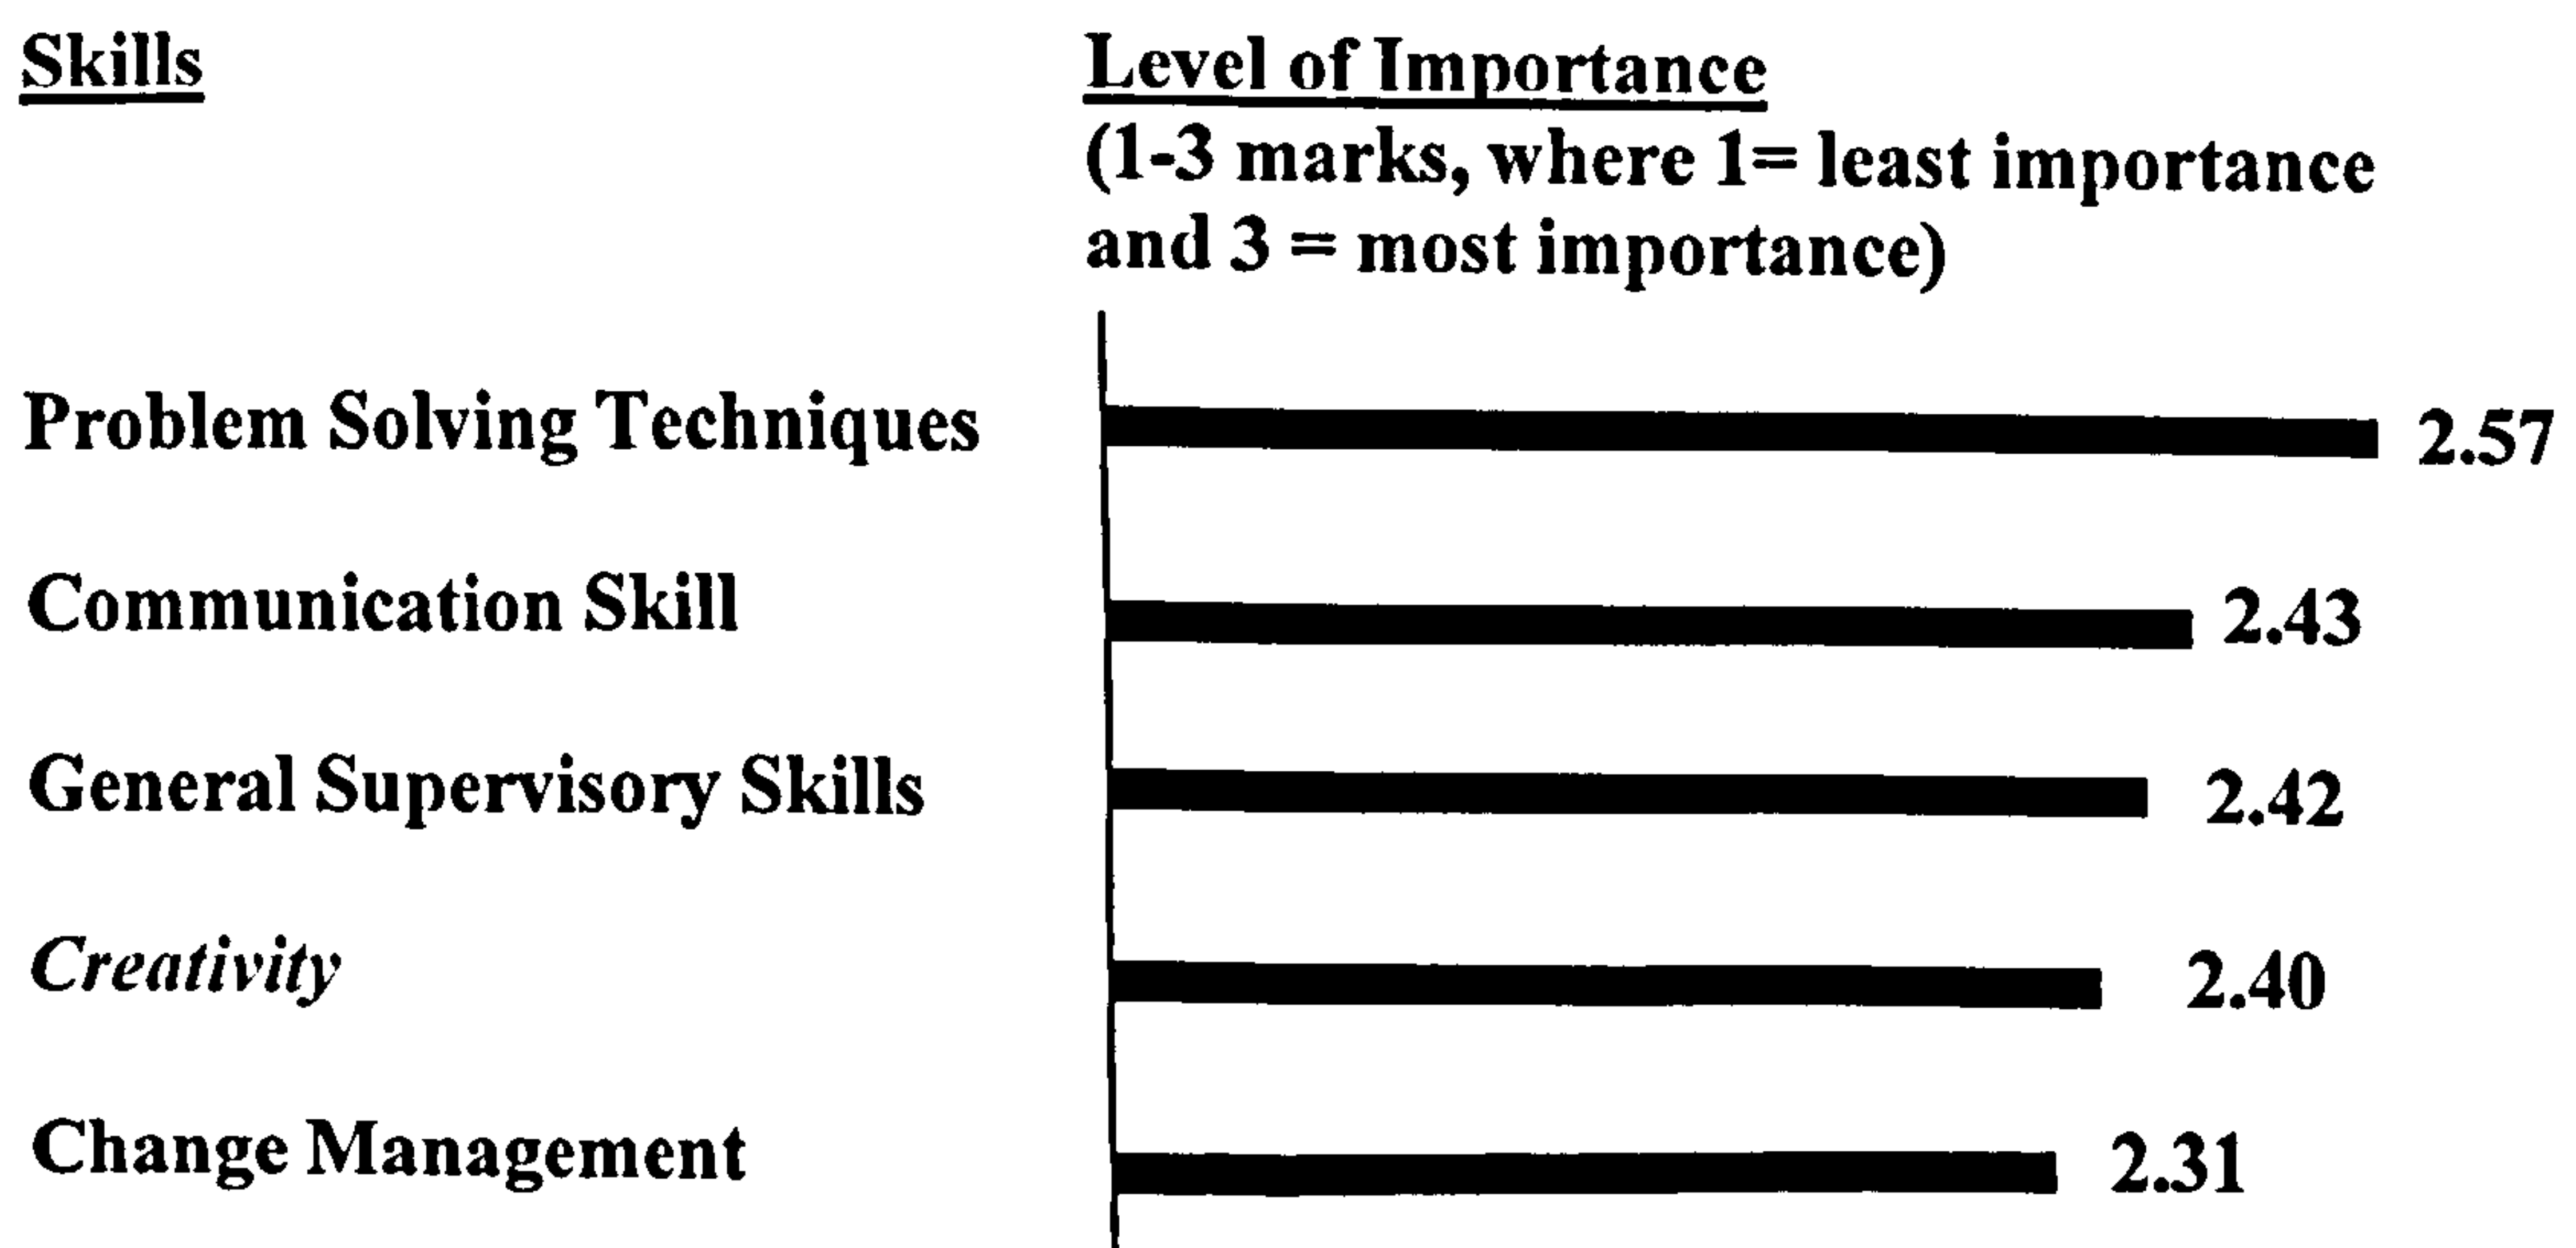 Skills Level of Importance
(1-3 marks, where 1= least importance
and 3 = most importance)
Problem Solving Techniques 2.57
Communication Skill 2.43
General Supervisory Skills 2.42
Creativity 2.40
Change Management 2.31